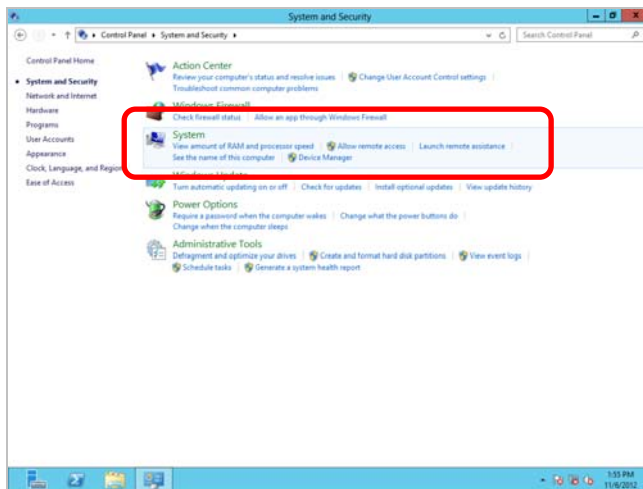 System and Security
Control Panel ▸ System and Security ▸
Search Control Panel
Control Panel Home
System and Security
Network and Internet
Hardware
Programs
User Accounts
Appearance
Clock, Language, and Region
Ease of Access
Action Center
Review your computer's status and resolve issues | Change User Account Control settings |
Troubleshoot common computer problems
Windows Firewall
Check firewall status | Allow an app through Windows Firewall
System
View amount of RAM and processor speed | Allow remote access | Launch remote assistance |
See the name of this computer | Device Manager
Windows Update
Turn automatic updating on or off | Check for updates | Install optional updates | View update history
Power Options
Require a password when the computer wakes | Change what the power buttons do |
Change when the computer sleeps
Administrative Tools
Defragment and optimize your drives | Create and format hard disk partitions | View event logs |
Schedule tasks | Generate a system health report
1:55 PM
11/6/2012